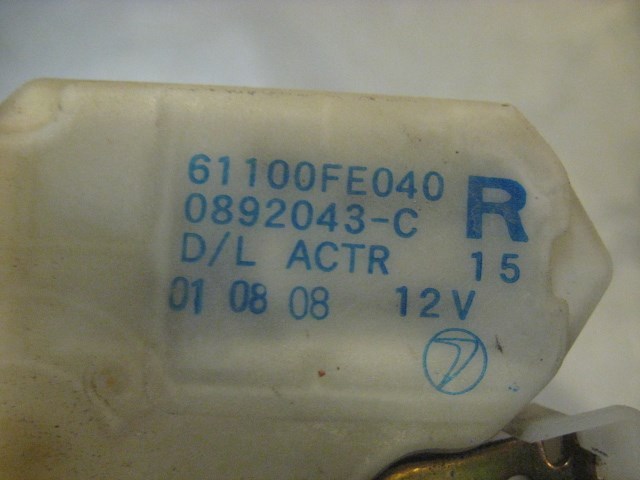 61100FE040
0892043-C R
D/L ACTR 15
01 08 08 12V